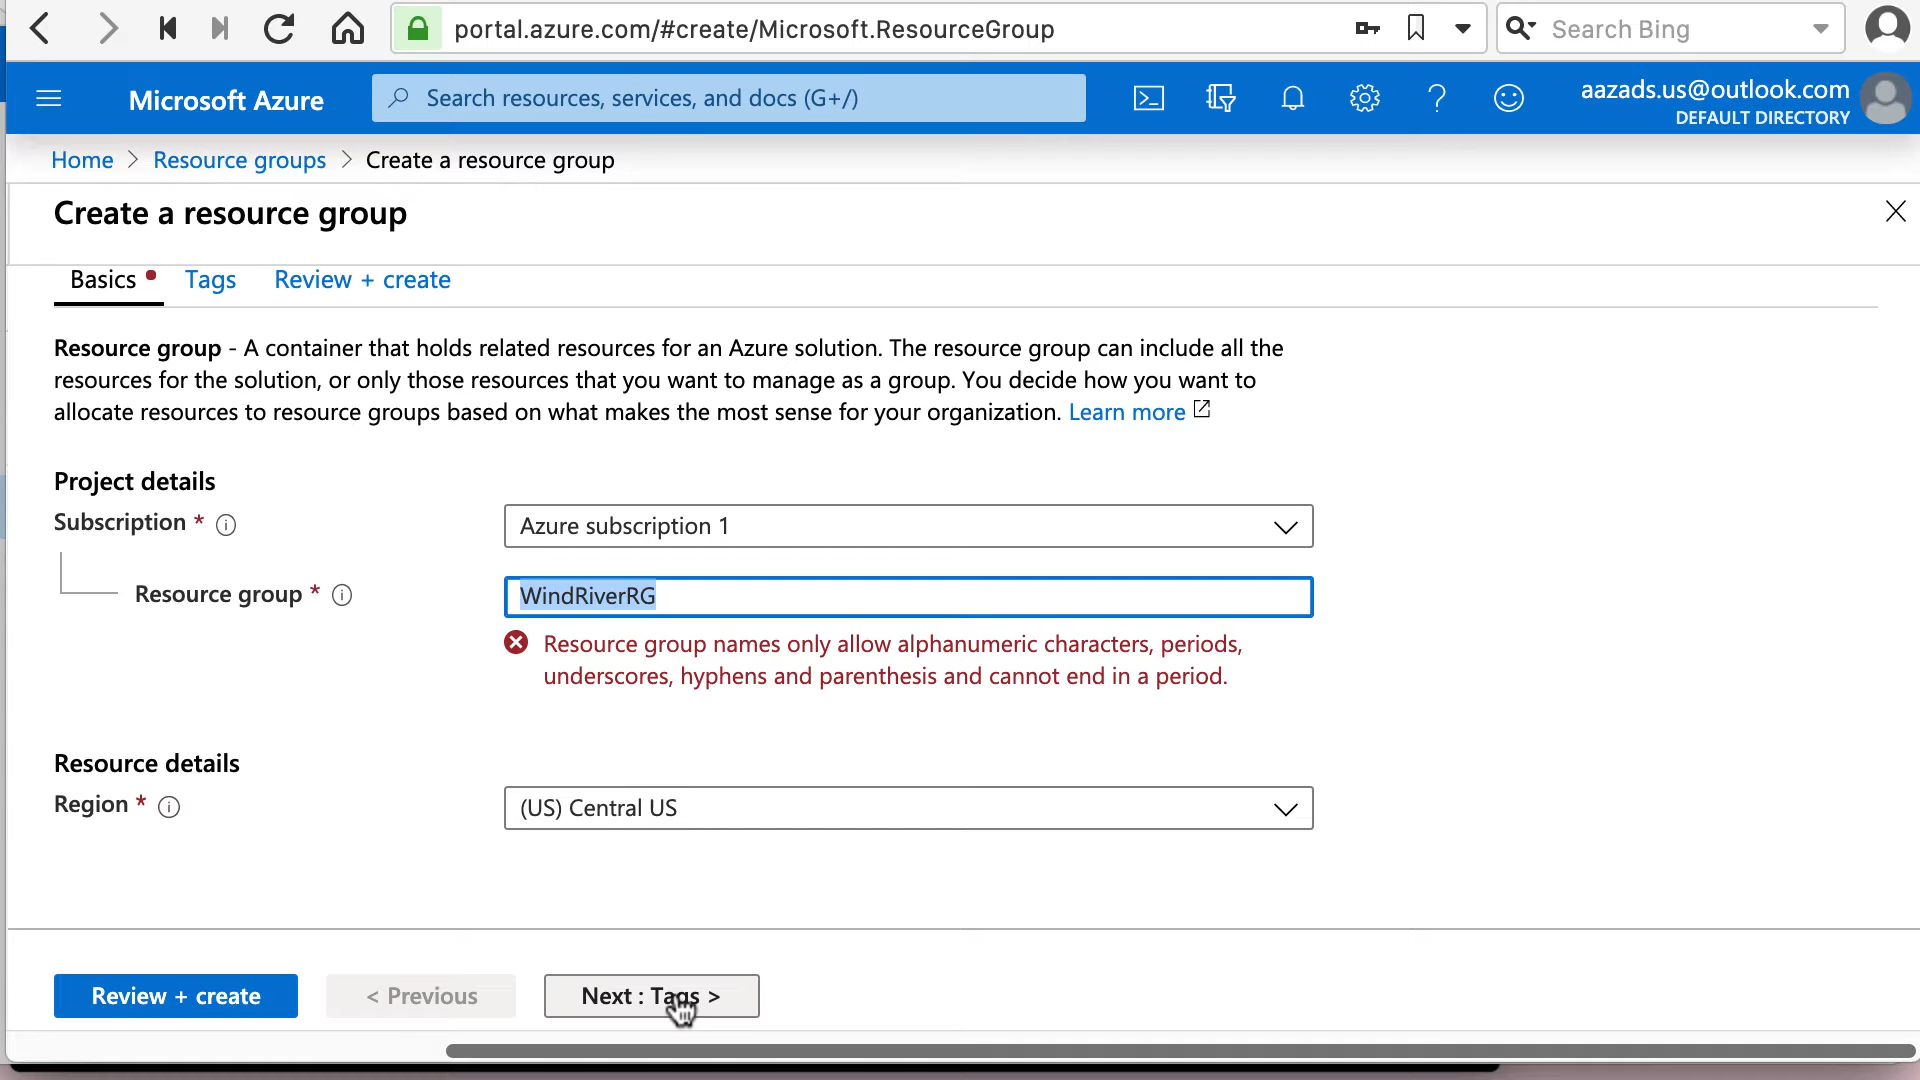 portal.azure.com/#create/Microsoft.ResourceGroup
Search Bing
Microsoft Azure
Search resources, services, and docs (G+/)
aazads.us@outlook.com
DEFAULT DIRECTORY
Home > Resource groups > Create a resource group
Create a resource group
Basics
Tags
Review + create
Resource group - A container that holds related resources for an Azure solution. The resource group can include all the
resources for the solution, or only those resources that you want to manage as a group. You decide how you want to
allocate resources to resource groups based on what makes the most sense for your organization. Learn more
Project details
Subscription *
Azure subscription 1
Resource group *
WindRiverRG
Resource group names only allow alphanumeric characters, periods,
underscores, hyphens and parenthesis and cannot end in a period.
Resource details
Region *
(US) Central US
Review + create
< Previous
Next : Tags >